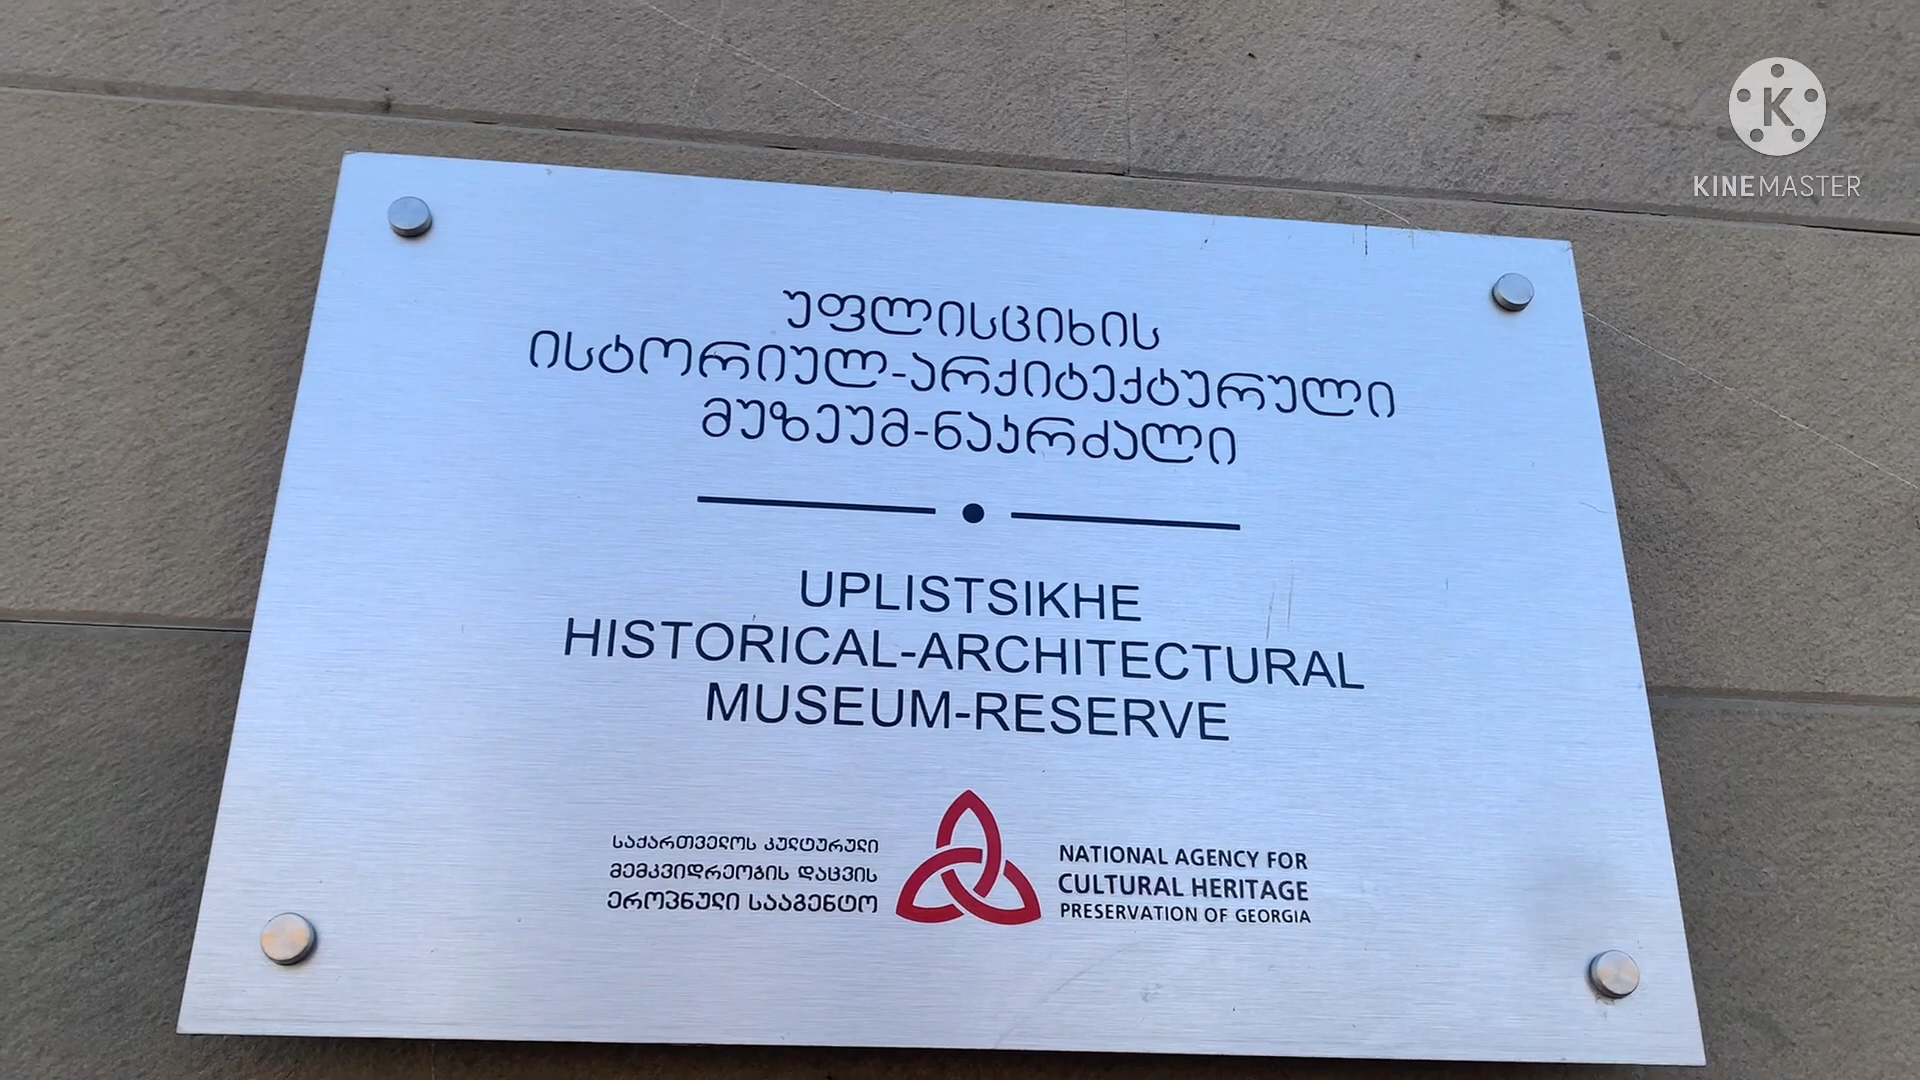 KINEMASTER
უფლისციხის
ისტორიულ-არქიტექტურული
მუზეუმ-ნაკრძალი
UPLISTSIKHE
HISTORICAL-ARCHITECTURAL
MUSEUM-RESERVE
საქართველოს კულტურული
მემკვიდრეობის დაცვის
ეროვნული სააგენტო
NATIONAL AGENCY FOR
CULTURAL HERITAGE
PRESERVATION OF GEORGIA